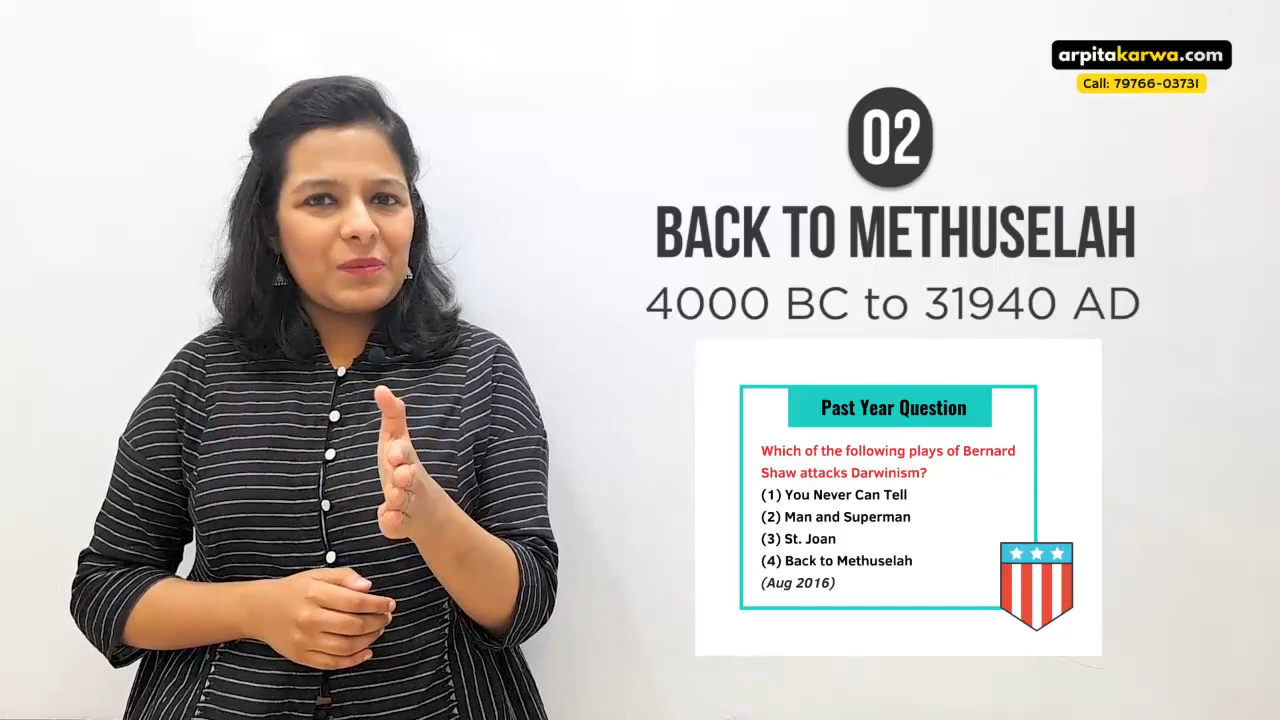 arpitakarwa.com
Call: 79766-03731
02
BACK TO METHUSELAH
4000 BC to 31940 AD
Past Year Question
Which of the following plays of Bernard
Shaw attacks Darwinism?
(1) You Never Can Tell
(2) Man and Superman
(3) St. Joan
(4) Back to Methuselah
(Aug 2016)